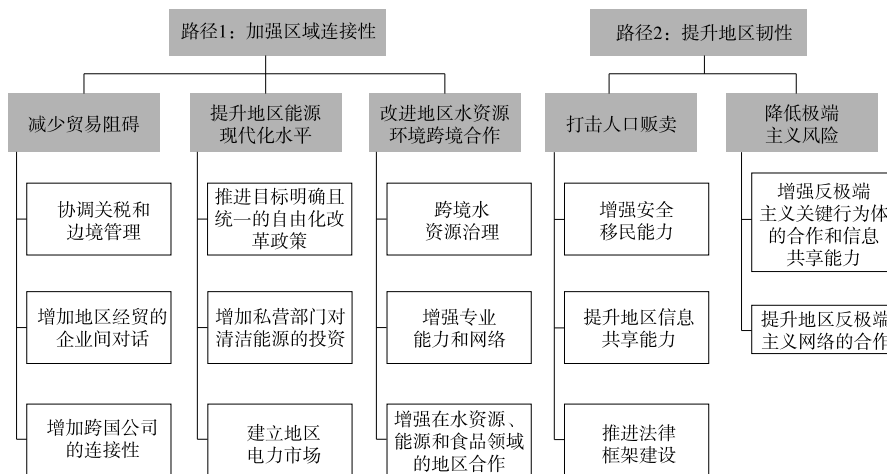 路径1：加强区域连接性
路径2：提升地区韧性
减少贸易阻碍
提升地区能源
现代化水平
改进地区水资源
环境跨境合作
打击人口贩卖
降低极端
主义风险
协调关税和
边境管理
增加地区经贸的
企业间对话
增加跨国公司
的连接性
推进目标明确且
统一的自由化改
革政策
增加私营部门对
清洁能源的投资
建立地区
电力市场
跨境水
资源治理
增强专业
能力和网络
增强在水资源、
能源和食品领域
的地区合作
增强安全
移民能力
提升地区信息
共享能力
推进法律
框架建设
增强反极端
主义关键行为体
的合作和信息
共享能力
提升地区反极端
主义网络的合作